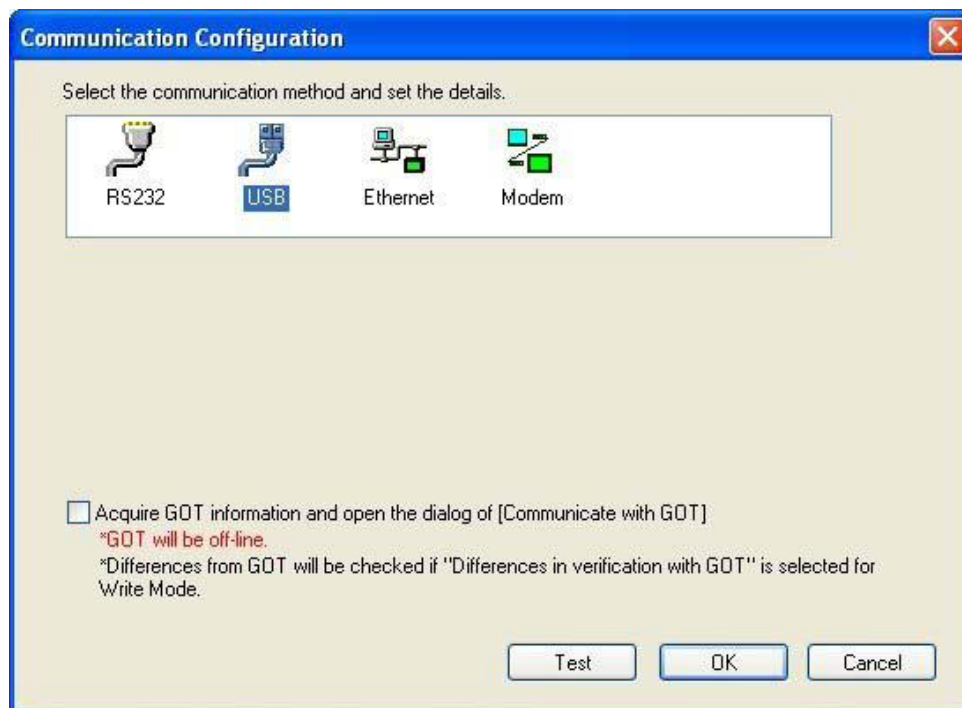 Communication Configuration
Select the communication method and set the details.
RS232 USB Ethernet Modem
Acquire GOT information and open the dialog of [Communicate with GOT]
*GOT will be off-line.
*Differences from GOT will be checked if "Differences in verification with GOT" is selected for
Write Mode.
Test OK Cancel